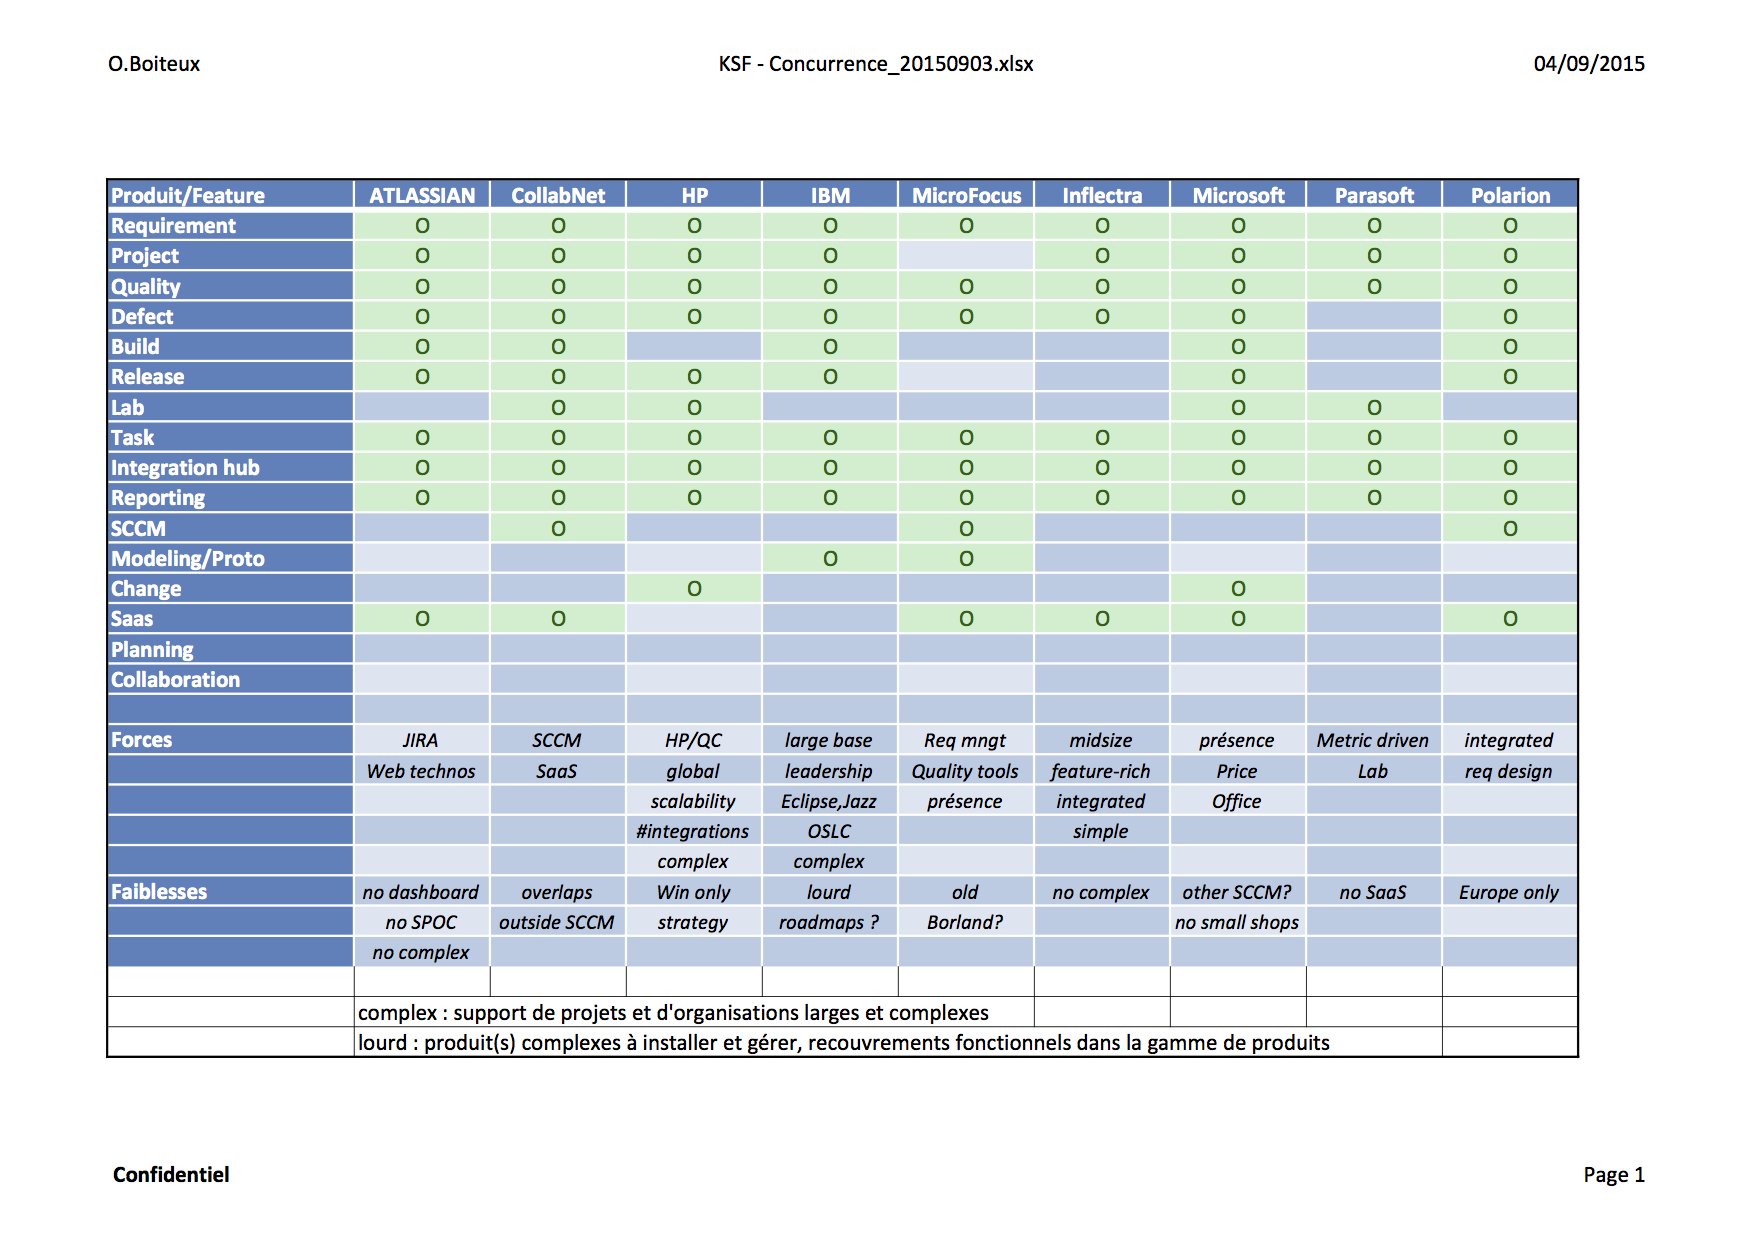 O.Boiteux KSF - Concurrence_20150903.xlsx 04/09/2015
Produit/Feature ATLASSIAN CollabNet HP IBM MicroFocus Inflectra Microsoft Parasoft Polarion
Requirement O O O O O O O O O
Project O O O O O O O O
Quality O O O O O O O O O
Defect O O O O O O O O
Build O O O O O
Release O O O O O O
Lab O O O O
Task O O O O O O O O O
Integration hub O O O O O O O O O
Reporting O O O O O O O O O
SCCM O O O
Modeling/Proto O O
Change O O
Saas O O O O O O
Planning
Collaboration
Forces JIRA SCCM HP/QC large base Req mngt midsize présence Metric driven integrated
Web technos SaaS global leadership Quality tools feature-rich Price Lab req design
scalability Eclipse,Jazz présence integrated Office
#integrations OSLC simple
complex complex
Faiblesses no dashboard overlaps Win only lourd old no complex other SCCM? no SaaS Europe only
no SPOC outside SCCM strategy roadmaps ? Borland? no small shops
no complex
complex : support de projets et d'organisations larges et complexes
lourd : produit(s) complexes à installer et gérer, recouvrements fonctionnels dans la gamme de produits
Confidentiel Page 1